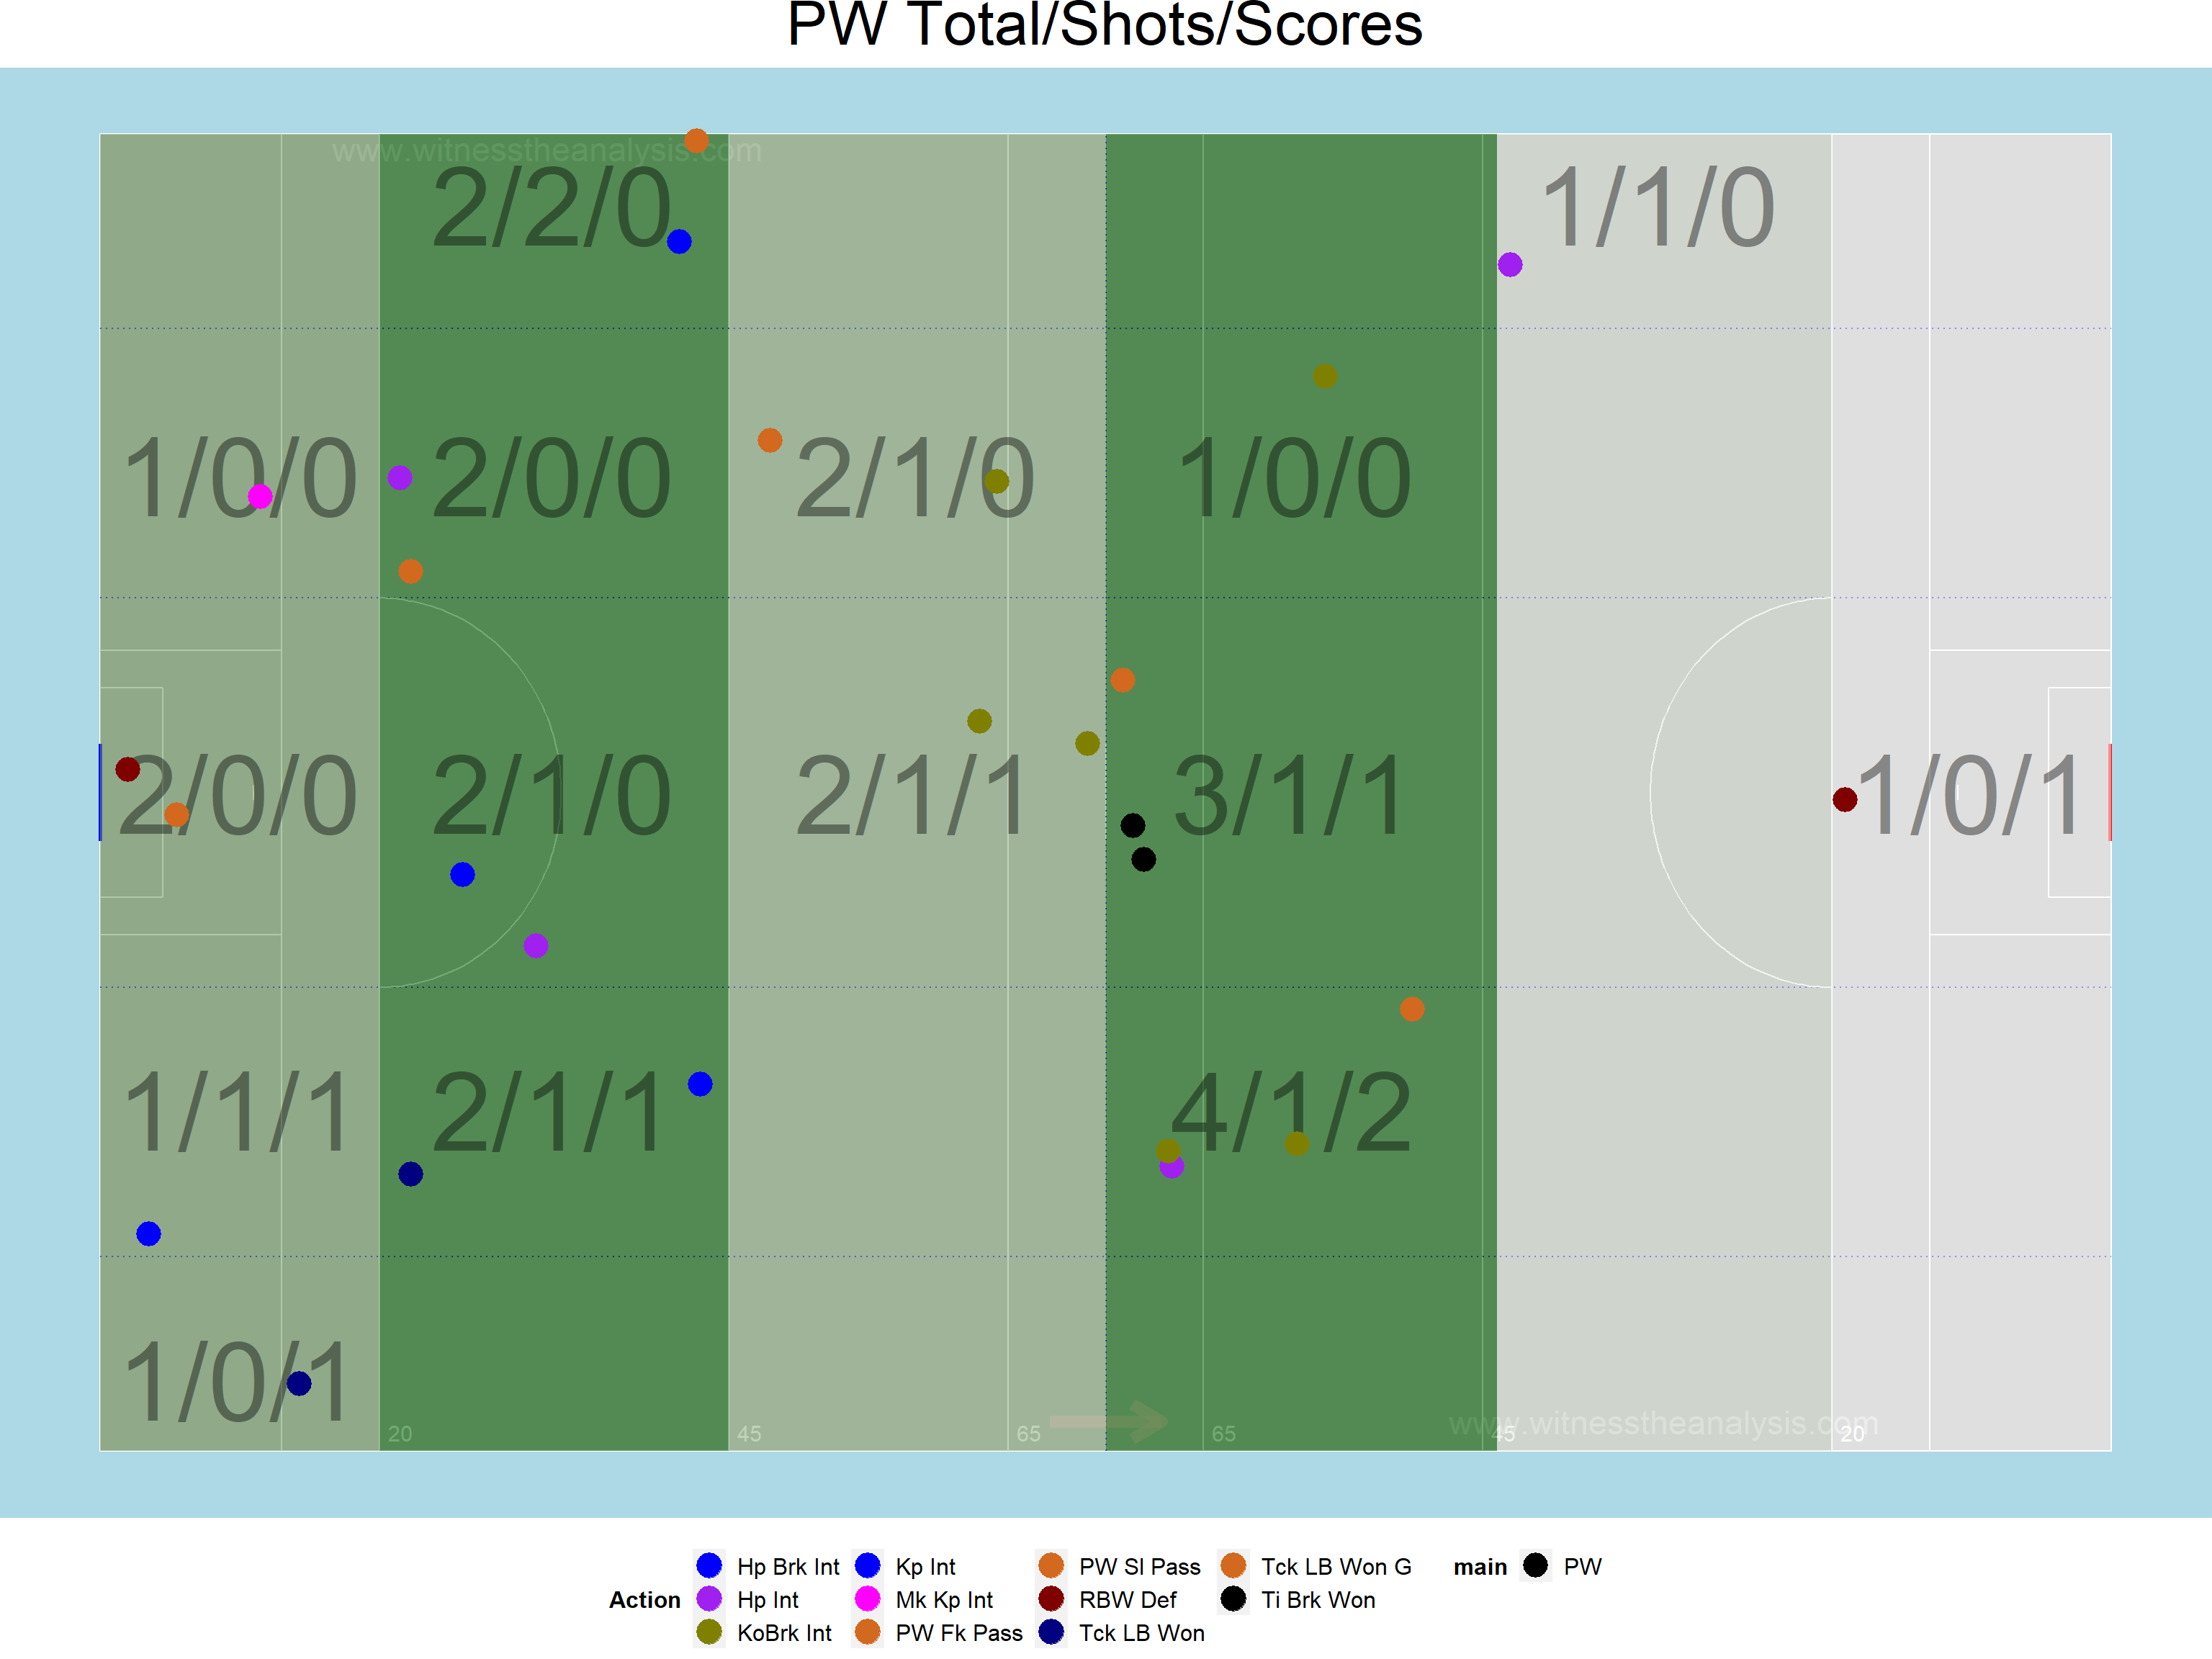 PW Total/Shots/Scores
www.witnesstheanalysis.com
2/2/0 1/1/0
1/0/0 2/0/0 2/1/0 1/0/0
2/0/0 2/1/0 2/1/1 3/1/1 1/0/1
1/1/1 2/1/1 4/1/2
1/0/1
www.witnesstheanalysis.com
20 45 65 65 45 20
Hp Brk Int Kp Int PW Sl Pass Tck LB Won G main PW
Action Hp Int Mk Kp Int RBW Def Ti Brk Won
KoBrk Int PW Fk Pass Tck LB Won